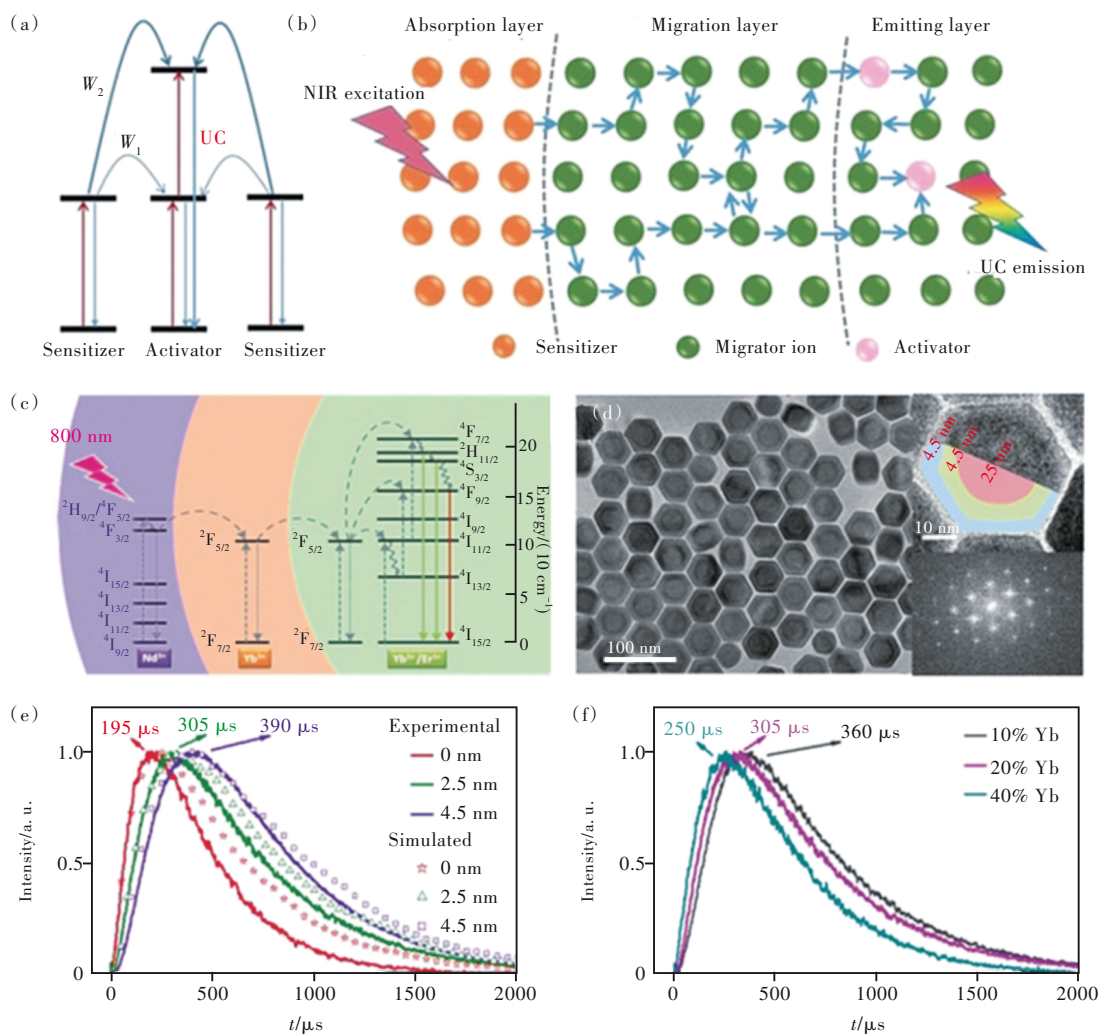 (a)
W₂
W₁
UC
Sensitizer Activator Sensitizer
(b)
Absorption layer Migration layer Emitting layer
NIR excitation
UC emission
Sensitizer Migrator ion Activator
(c)
800 nm
²H₉/₂/⁴F₅/₂
⁴F₃/₂
⁴I₁₅/₂
⁴I₁₃/₂
⁴I₁₁/₂
⁴I₉/₂
Nd³⁺
²F₅/₂
²F₇/₂
Yb³⁺
²F₅/₂
²F₇/₂
Yb³⁺/Er³⁺
⁴F₇/₂
²H₁₁/₂
⁴S₃/₂
⁴F₉/₂
⁴I₉/₂
⁴I₁₁/₂
⁴I₁₃/₂
⁴I₁₅/₂
20
15
10
5
0
Energy/(10 cm⁻¹)
(d)
4.5 nm
4.5 nm
25 nm
10 nm
100 nm
(e)
195 μs 305 μs 390 μs
Experimental
0 nm
2.5 nm
4.5 nm
Simulated
0 nm
2.5 nm
4.5 nm
Intensity/a. u.
1.0
0.5
0
0 500 1000 1500 2000
t/μs
(f)
250 μs 305 μs 360 μs
10% Yb
20% Yb
40% Yb
Intensity/a. u.
1.0
0.5
0
0 500 1000 1500 2000
t/μs